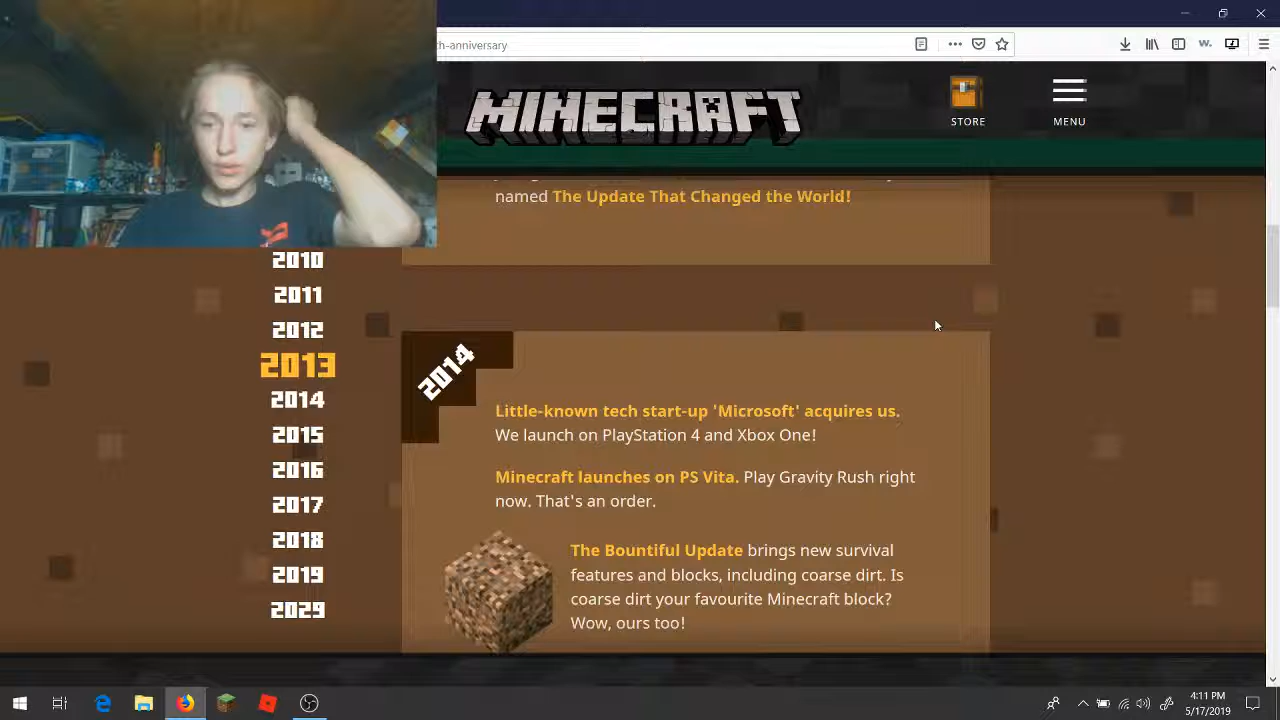 th-anniversary
w.
MINECRAFT
STORE
MENU
named The Update That Changed the World!
2010
2011
2012
2013
2014
2015
2016
2017
2018
2019
2029
2014
Little-known tech start-up 'Microsoft' acquires us.
We launch on PlayStation 4 and Xbox One!
Minecraft launches on PS Vita. Play Gravity Rush right
now. That's an order.
The Bountiful Update brings new survival
features and blocks, including coarse dirt. Is
coarse dirt your favourite Minecraft block?
Wow, ours too!
4:11 PM
5/17/2019